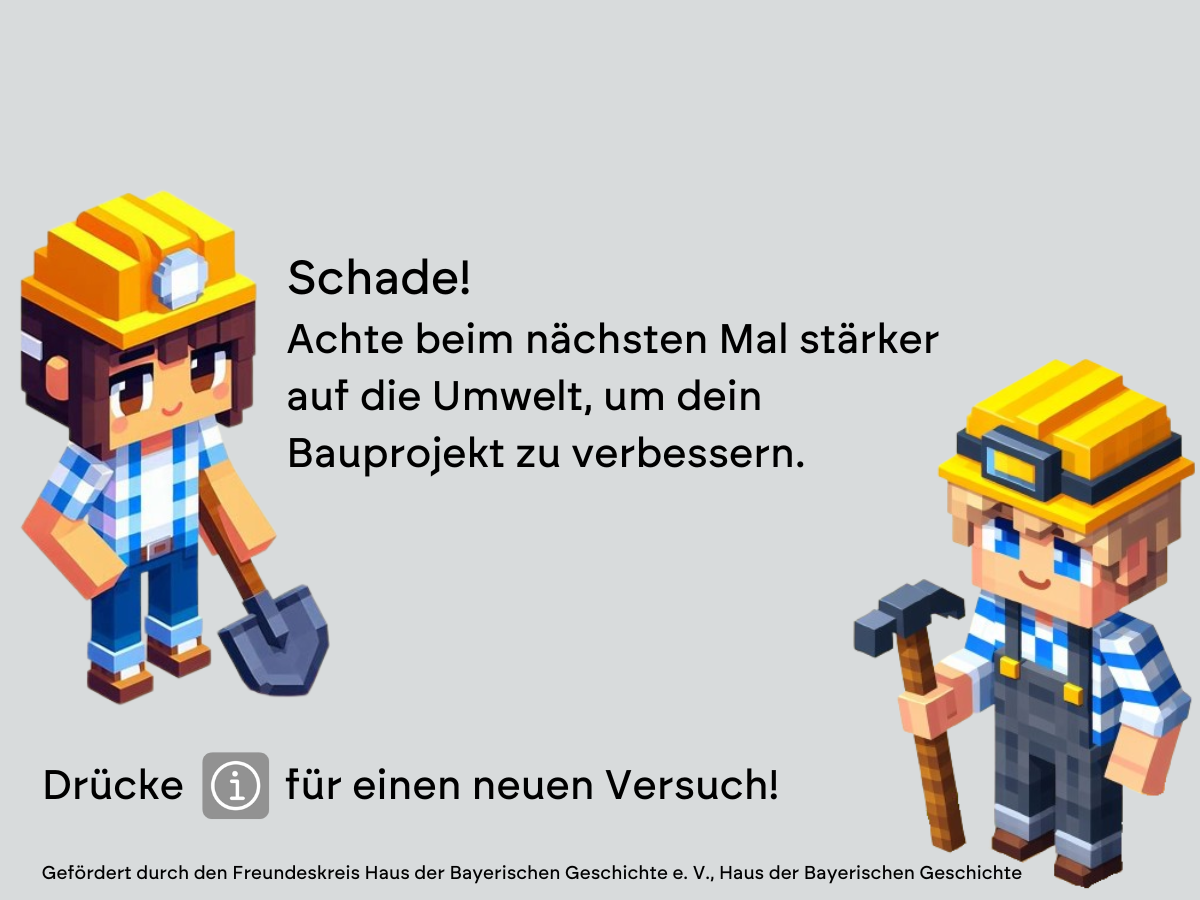 Schade!
Achte beim nächsten Mal stärker
auf die Umwelt, um dein
Bauprojekt zu verbessern.
Drücke i für einen neuen Versuch!
Gefördert durch den Freundeskreis Haus der Bayerischen Geschichte e. V., Haus der Bayerischen Geschichte